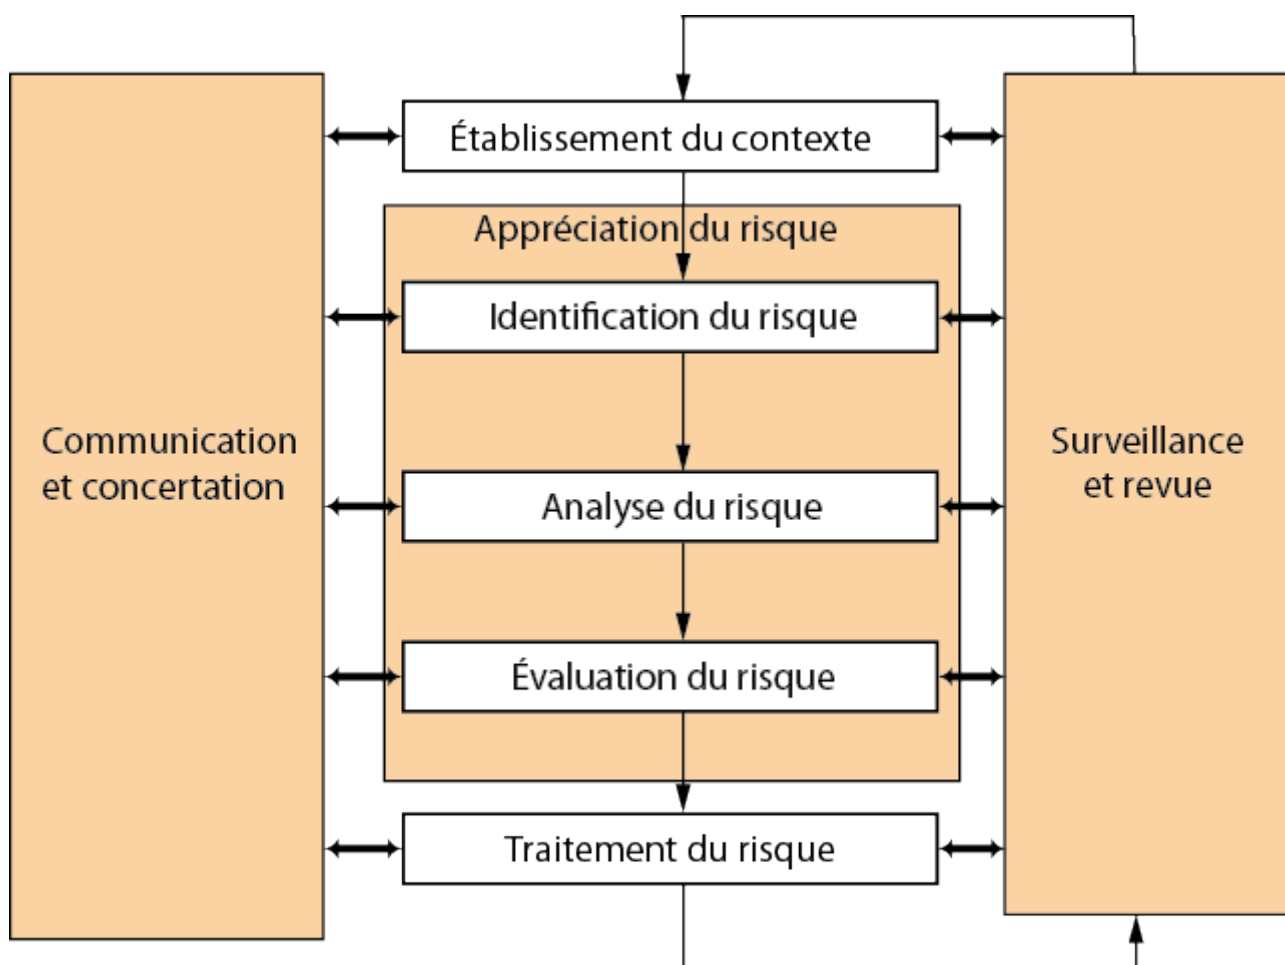 Établissement du contexte
Appréciation du risque
Identification du risque
Communication
et concertation
Surveillance
et revue
Analyse du risque
Évaluation du risque
Traitement du risque